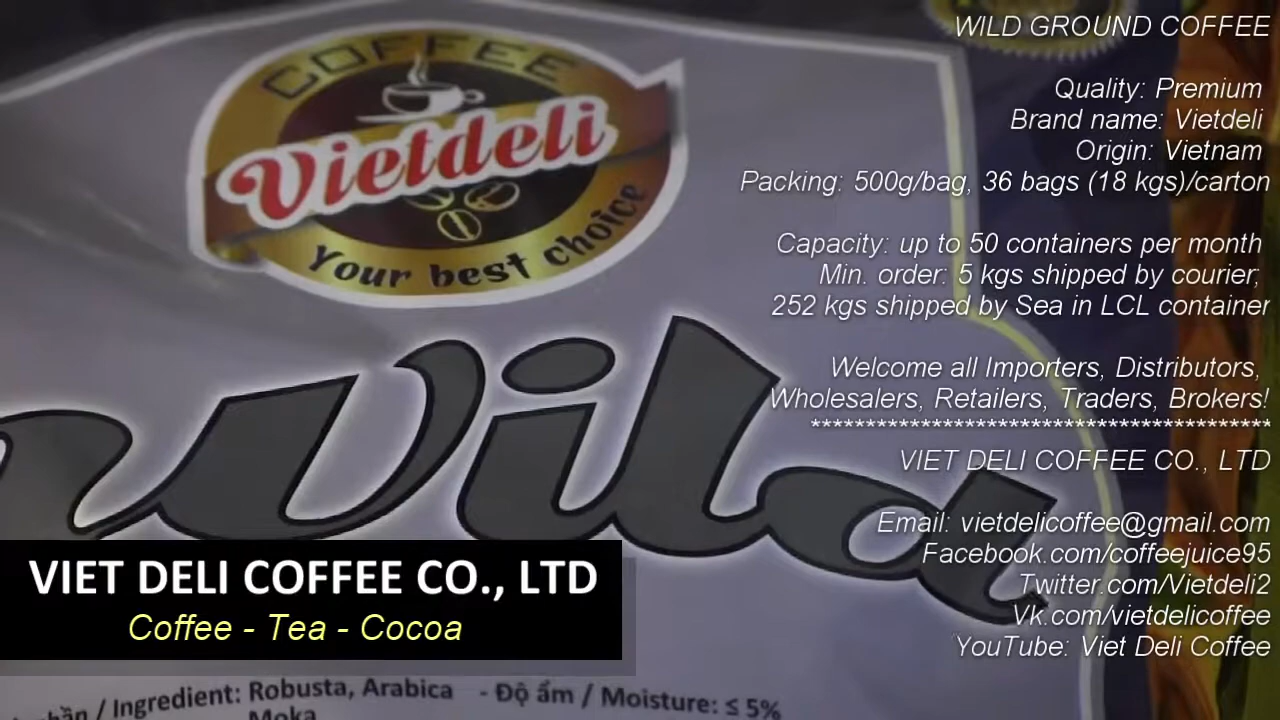 COFFEE
Vietdeli
Your best choice
Wild
WILD GROUND COFFEE
Quality: Premium
Brand name: Vietdeli
Origin: Vietnam
Packing: 500g/bag, 36 bags (18 kgs)/carton
Capacity: up to 50 containers per month
Min. order: 5 kgs shipped by courier;
252 kgs shipped by Sea in LCL container
Welcome all Importers, Distributors,
Wholesalers, Retailers, Traders, Brokers!
******************************************
VIET DELI COFFEE CO., LTD
Email: vietdelicoffee@gmail.com
Facebook.com/coffeejuice95
Twitter.com/Vietdeli2
Vk.com/vietdelicoffee
YouTube: Viet Deli Coffee
VIET DELI COFFEE CO., LTD
Coffee - Tea - Cocoa
/ Ingredient: Robusta, Arabica - Độ ẩm / Moisture: ≤ 5%
Moka